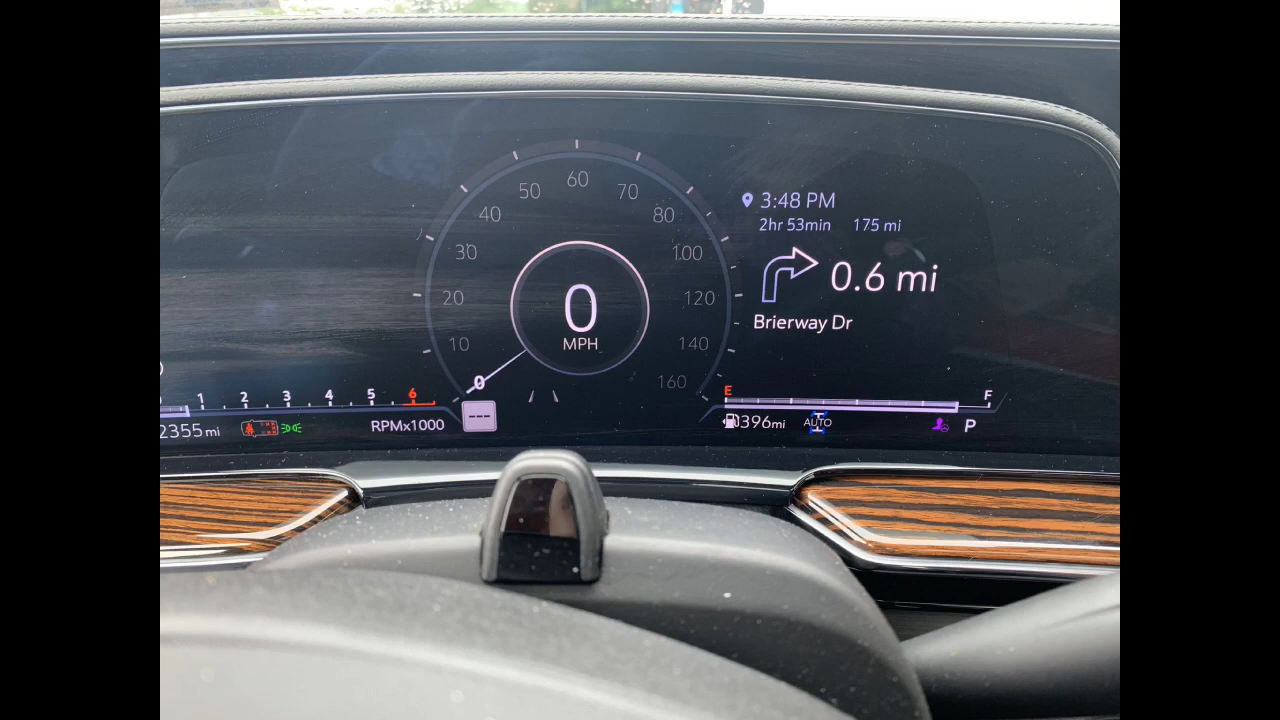 3:48 PM
2hr 53min 175 mi
0.6 mi
Brierway Dr
10 20 30 40 50 60 70 80 100 120 140 160
0
MPH
0
---
1 2 3 4 5 6
2355 mi
RPMx1000
E F
396mi AUTO P